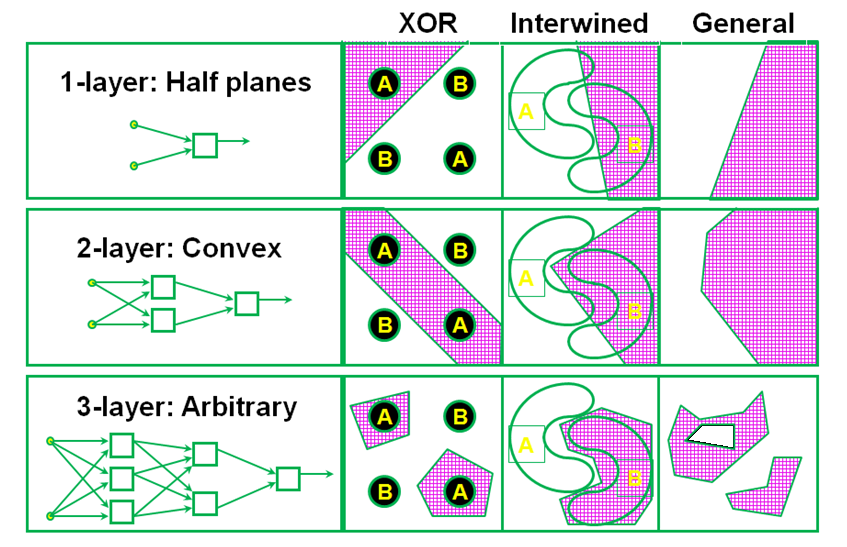 XOR Interwined General
1-layer: Half planes
A B
B A
A
B
2-layer: Convex
A B
B A
A
B
3-layer: Arbitrary
A B
B A
A
B